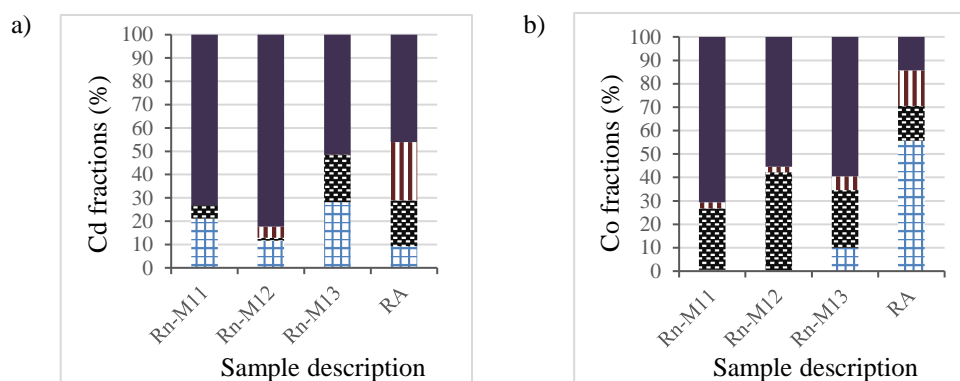 a)
Cd fractions (%)
100
90
80
70
60
50
40
30
20
10
0
Rn-M11
Rn-M12
Rn-M13
RA
Sample description
b)
Co fractions (%)
100
90
80
70
60
50
40
30
20
10
0
Rn-M11
Rn-M12
Rn-M13
RA
Sample description